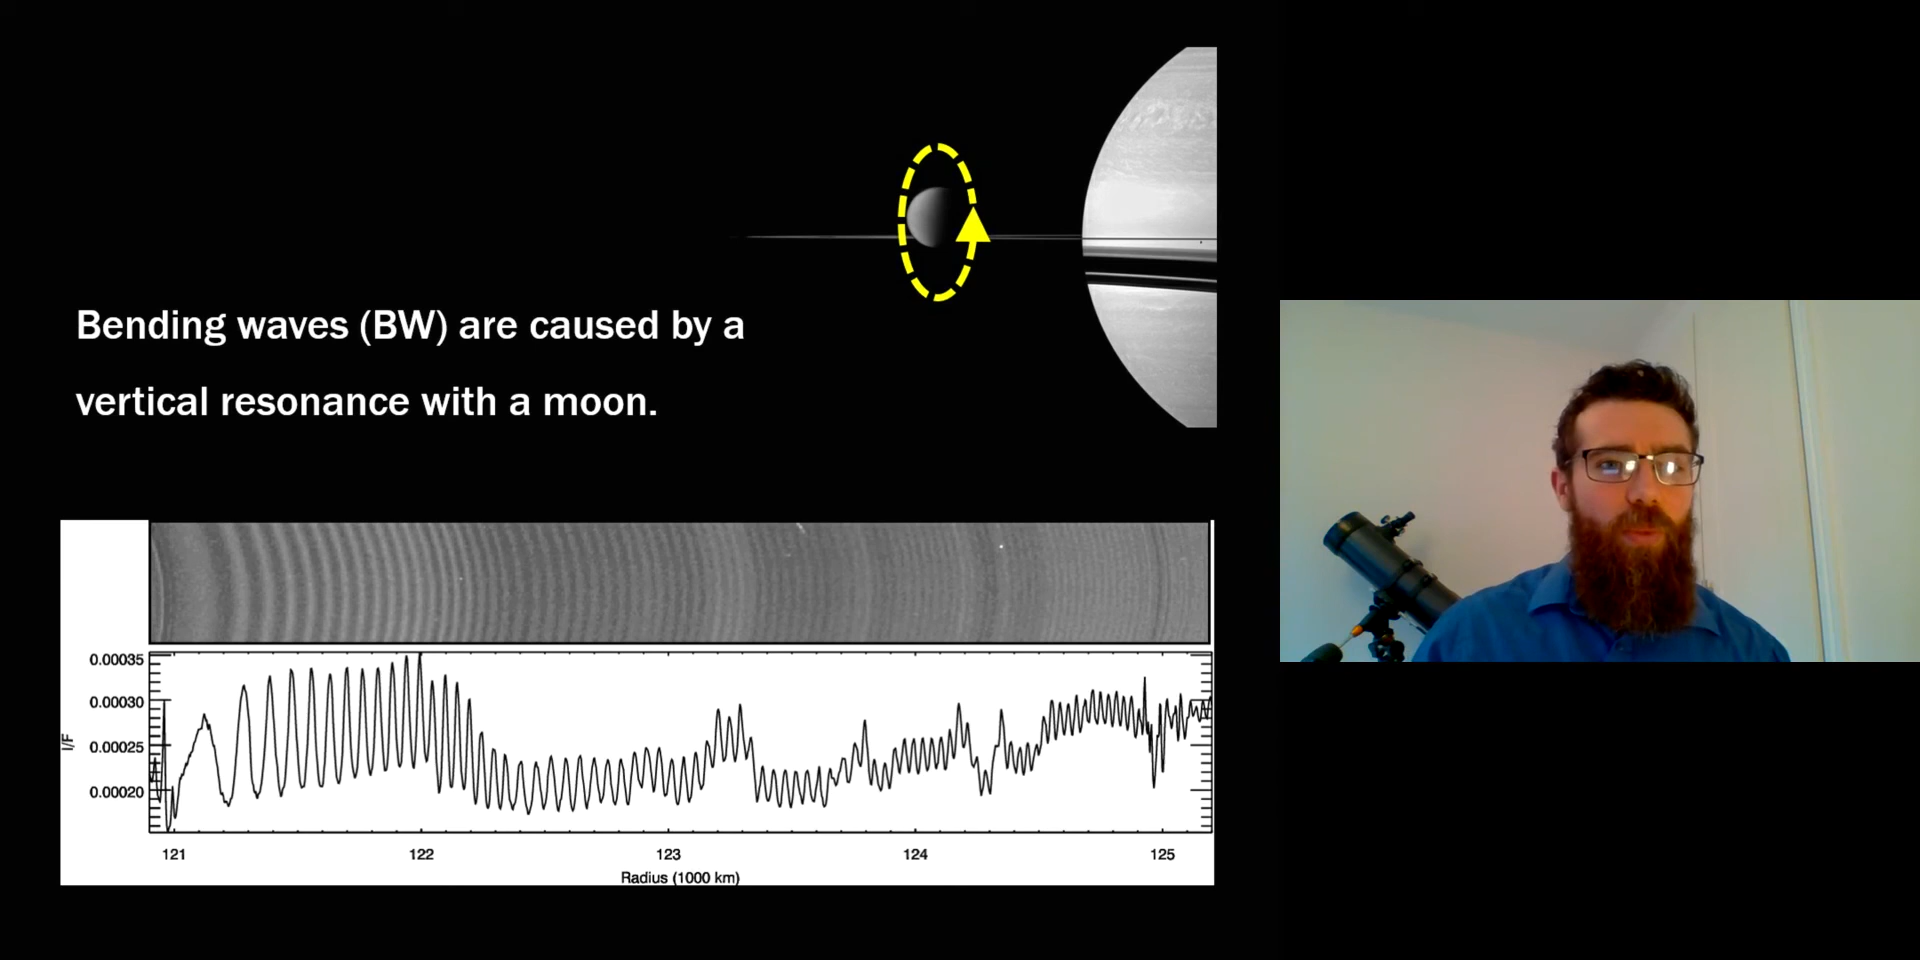 Bending waves (BW) are caused by a
vertical resonance with a moon.
0.00035
0.00030
0.00025
0.00020
I/F
121 122 123 124 125
Radius (1000 km)